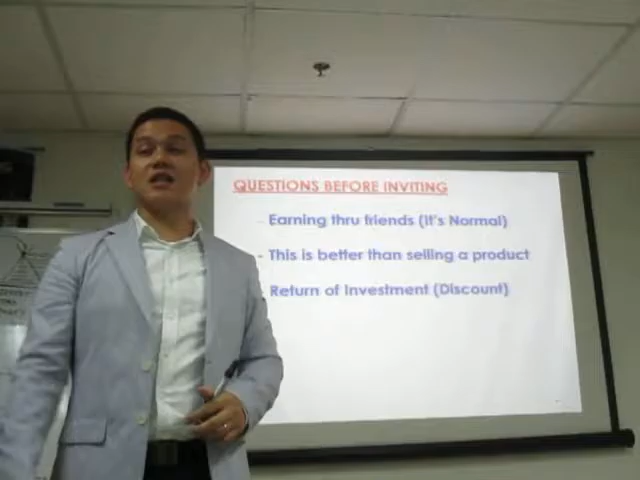 QUESTIONS BEFORE INVITING
- Earning thru friends (It's Normal)
- This is better than selling a product
Return of Investment (Discount)